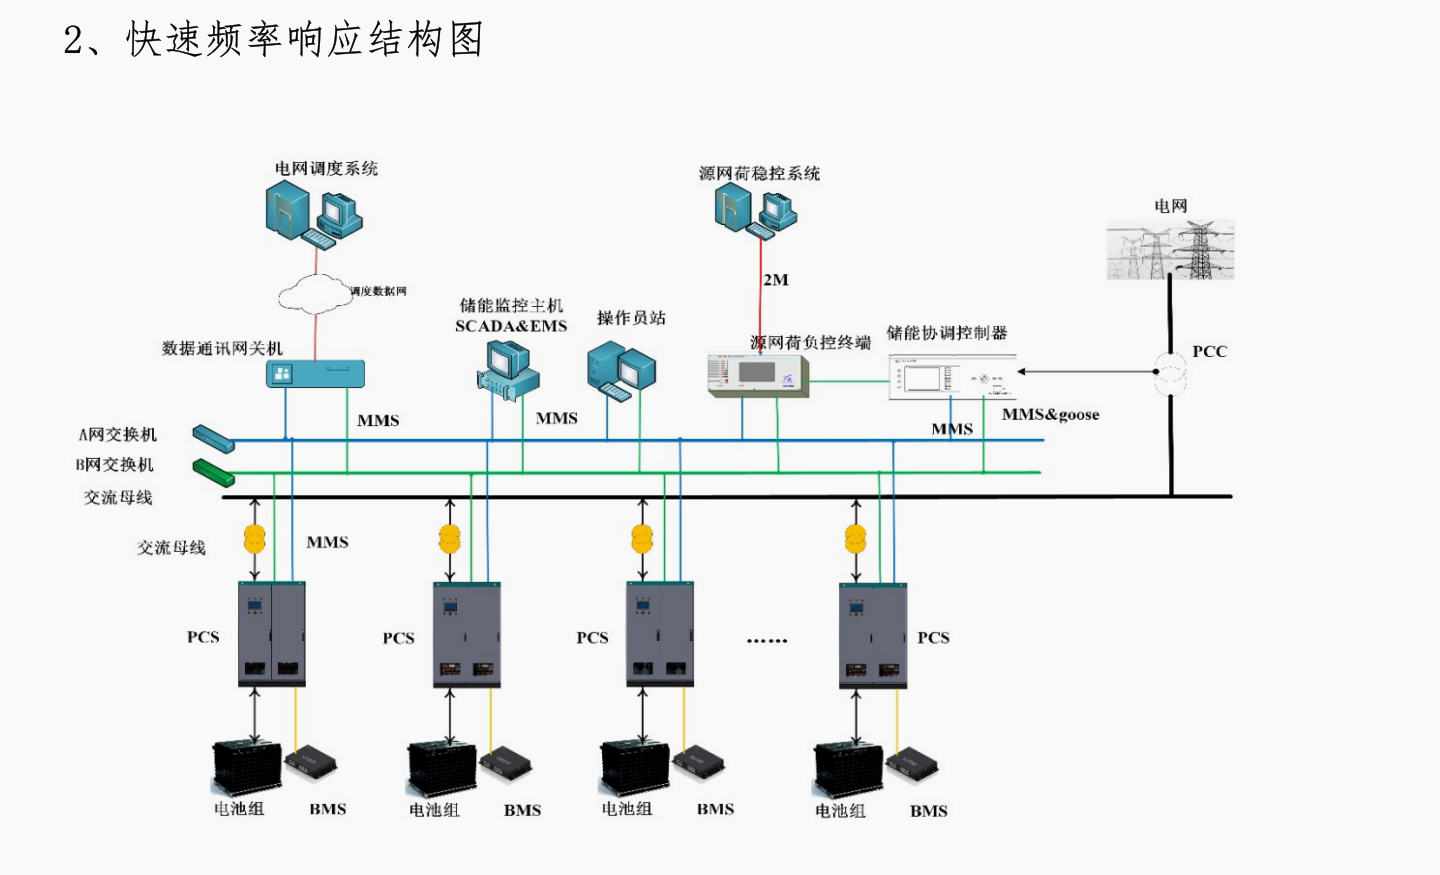 2、快速频率响应结构图
电网调度系统
源网荷稳控系统
电网
调度数据网
2M
储能监控主机
SCADA&EMS
操作员站
数据通讯网关机
源网荷负控终端
储能协调控制器
PCC
MMS
MMS
MMS
MMS&goose
A网交换机
B网交换机
交流母线
交流母线
MMS
PCS
PCS
PCS
......
PCS
电池组
BMS
电池组
BMS
电池组
BMS
电池组
BMS